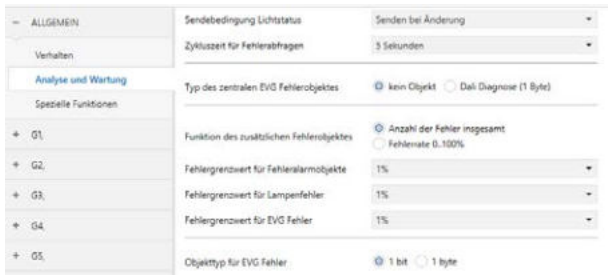 − ALLGEMEIN
Verhalten
Analyse und Wartung
Spezielle Funktionen
+ G1,
+ G2,
+ G3,
+ G4,
+ G5,
Sendebedingung Lichtstatus Senden bei Änderung
Zykluszeit für Fehlerabfragen 3 Sekunden
Typ des zentralen EVG Fehlerobjektes kein Objekt Dali Diagnose (1 Byte)
Funktion des zusätzlichen Fehlerobjektes Anzahl der Fehler insgesamt
Fehlerrate 0..100%
Fehlergrenzwert für Fehleralarmobjekte 1%
Fehlergrenzwert für Lampenfehler 1%
Fehlergrenzwert für EVG Fehler 1%
Objekttyp für EVG Fehler 1 bit 1 byte